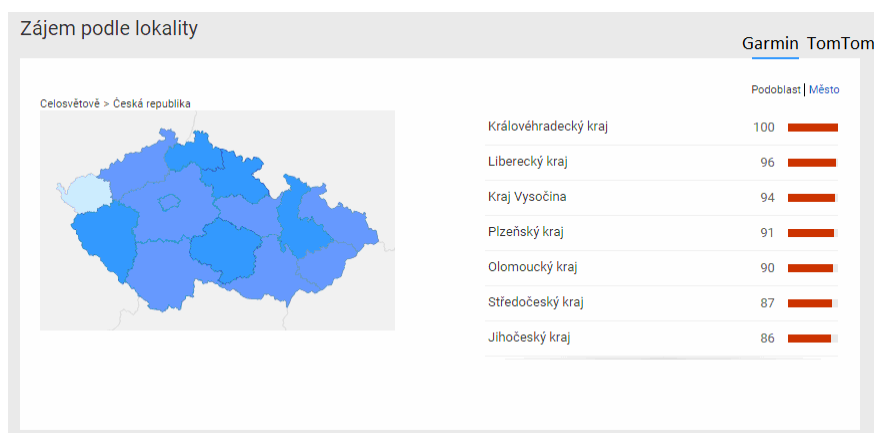 Zájem podle lokality
Garmin TomTom
Podoblast | Město
Celosvětově > Česká republika
Královéhradecký kraj 100
Liberecký kraj 96
Kraj Vysočina 94
Plzeňský kraj 91
Olomoucký kraj 90
Středočeský kraj 87
Jihočeský kraj 86